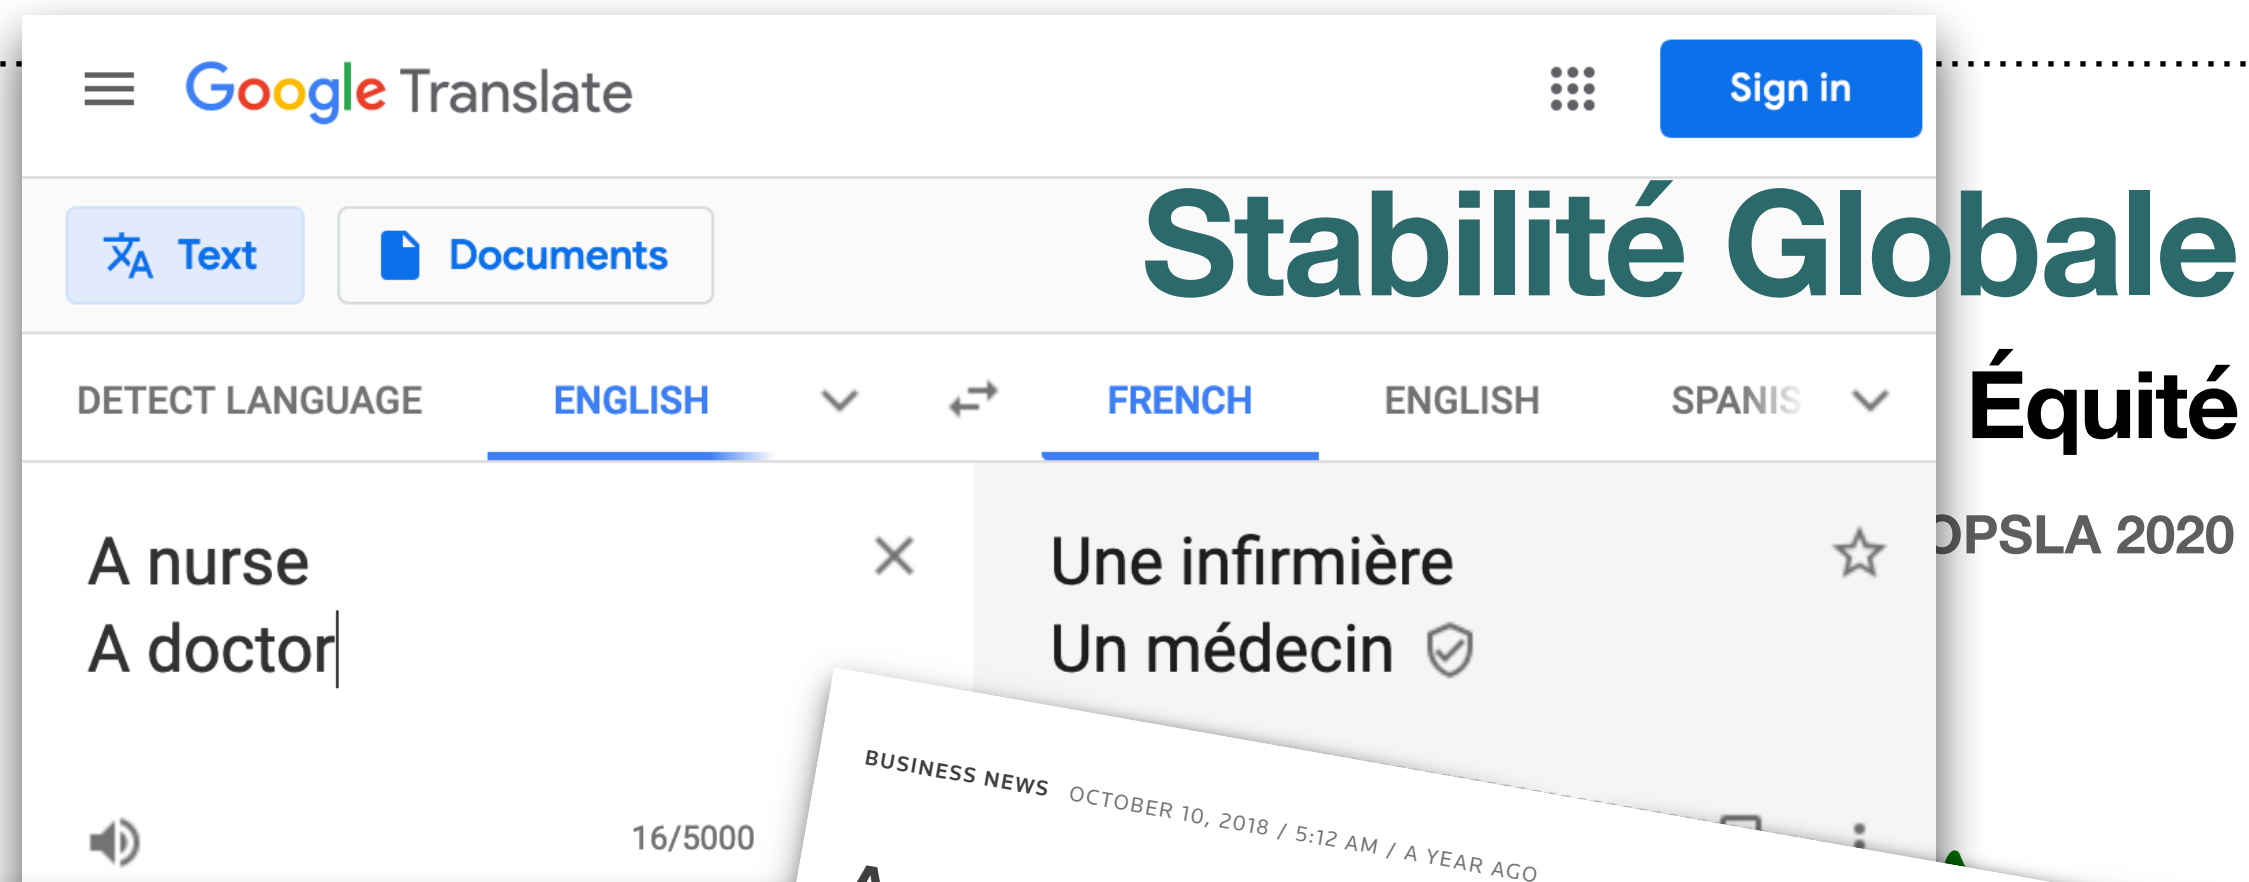 Google Translate
Sign in
Text
Documents
Stabilité Globale
DETECT LANGUAGE
ENGLISH
FRENCH
ENGLISH
SPANIS
Équité
A nurse
Une infirmière
OPSLA 2020
A doctor
Un médecin
16/5000
BUSINESS NEWS OCTOBER 10, 2018 / 5:12 AM / A YEAR AGO